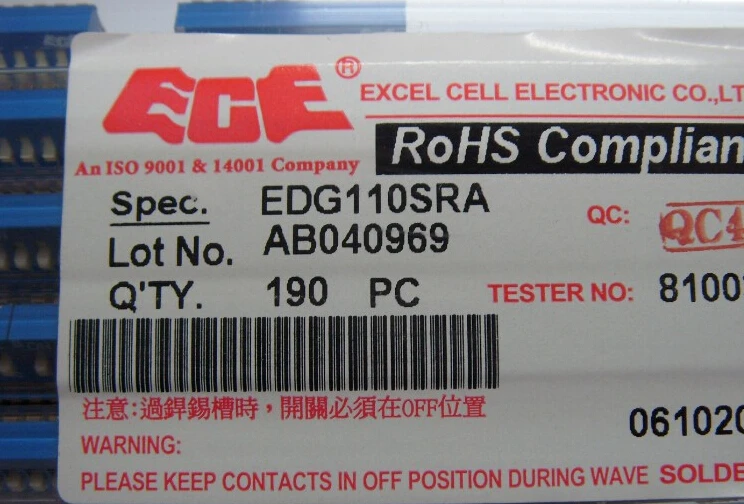 ECE®
EXCEL CELL ELECTRONIC CO.,LT
An ISO 9001 & 14001 Company
RoHS Complian
Spec. EDG110SRA
QC: QC4
Lot No. AB040969
Q'TY. 190 PC
TESTER NO: 8100
注意:過銲錫槽時，開關必須在OFF位置
061020
WARNING:
PLEASE KEEP CONTACTS IN OFF POSITION DURING WAVE SOLDE